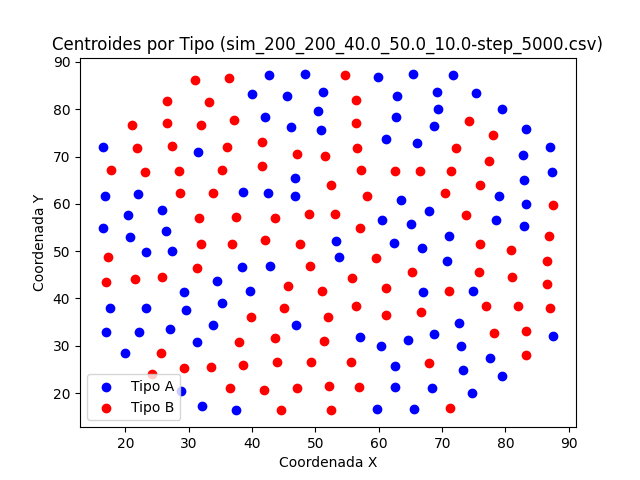 Centroides por Tipo (sim_200_200_40.0_50.0_10.0-step_5000.csv)
90
80
70
60
50
40
30
20
Coordenada Y
Tipo A
Tipo B
20 30 40 50 60 70 80 90
Coordenada X